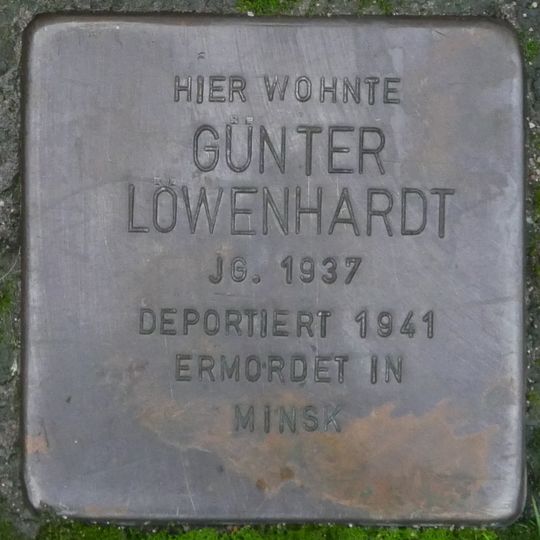 HIER WOHNTE
GÜNTER
LÖWENHARDT
JG. 1937
DEPORTIERT 1941
ERMORDET IN
MINSK